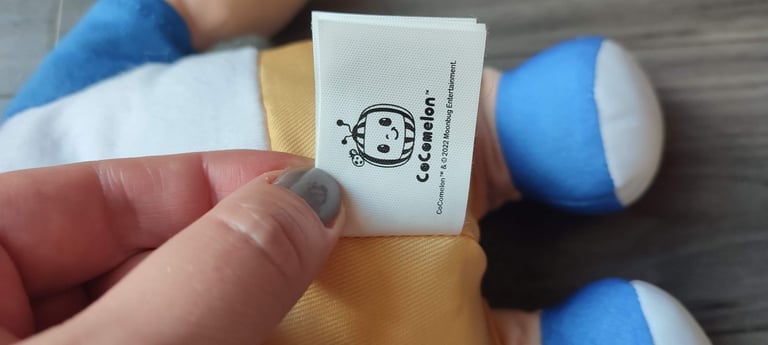 CoComelon™
CoComelon™ & © 2022 Moonbug Entertainment.